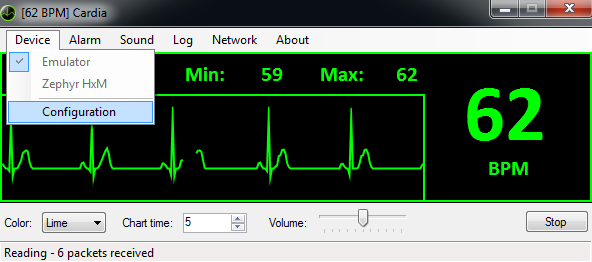 [62 BPM] Cardia
Device Alarm Sound Log Network About
Emulator
Zephyr HxM
Configuration
Min: 59 Max: 62
62
BPM
Color: Lime Chart time: 5 Volume: Stop
Reading - 6 packets received